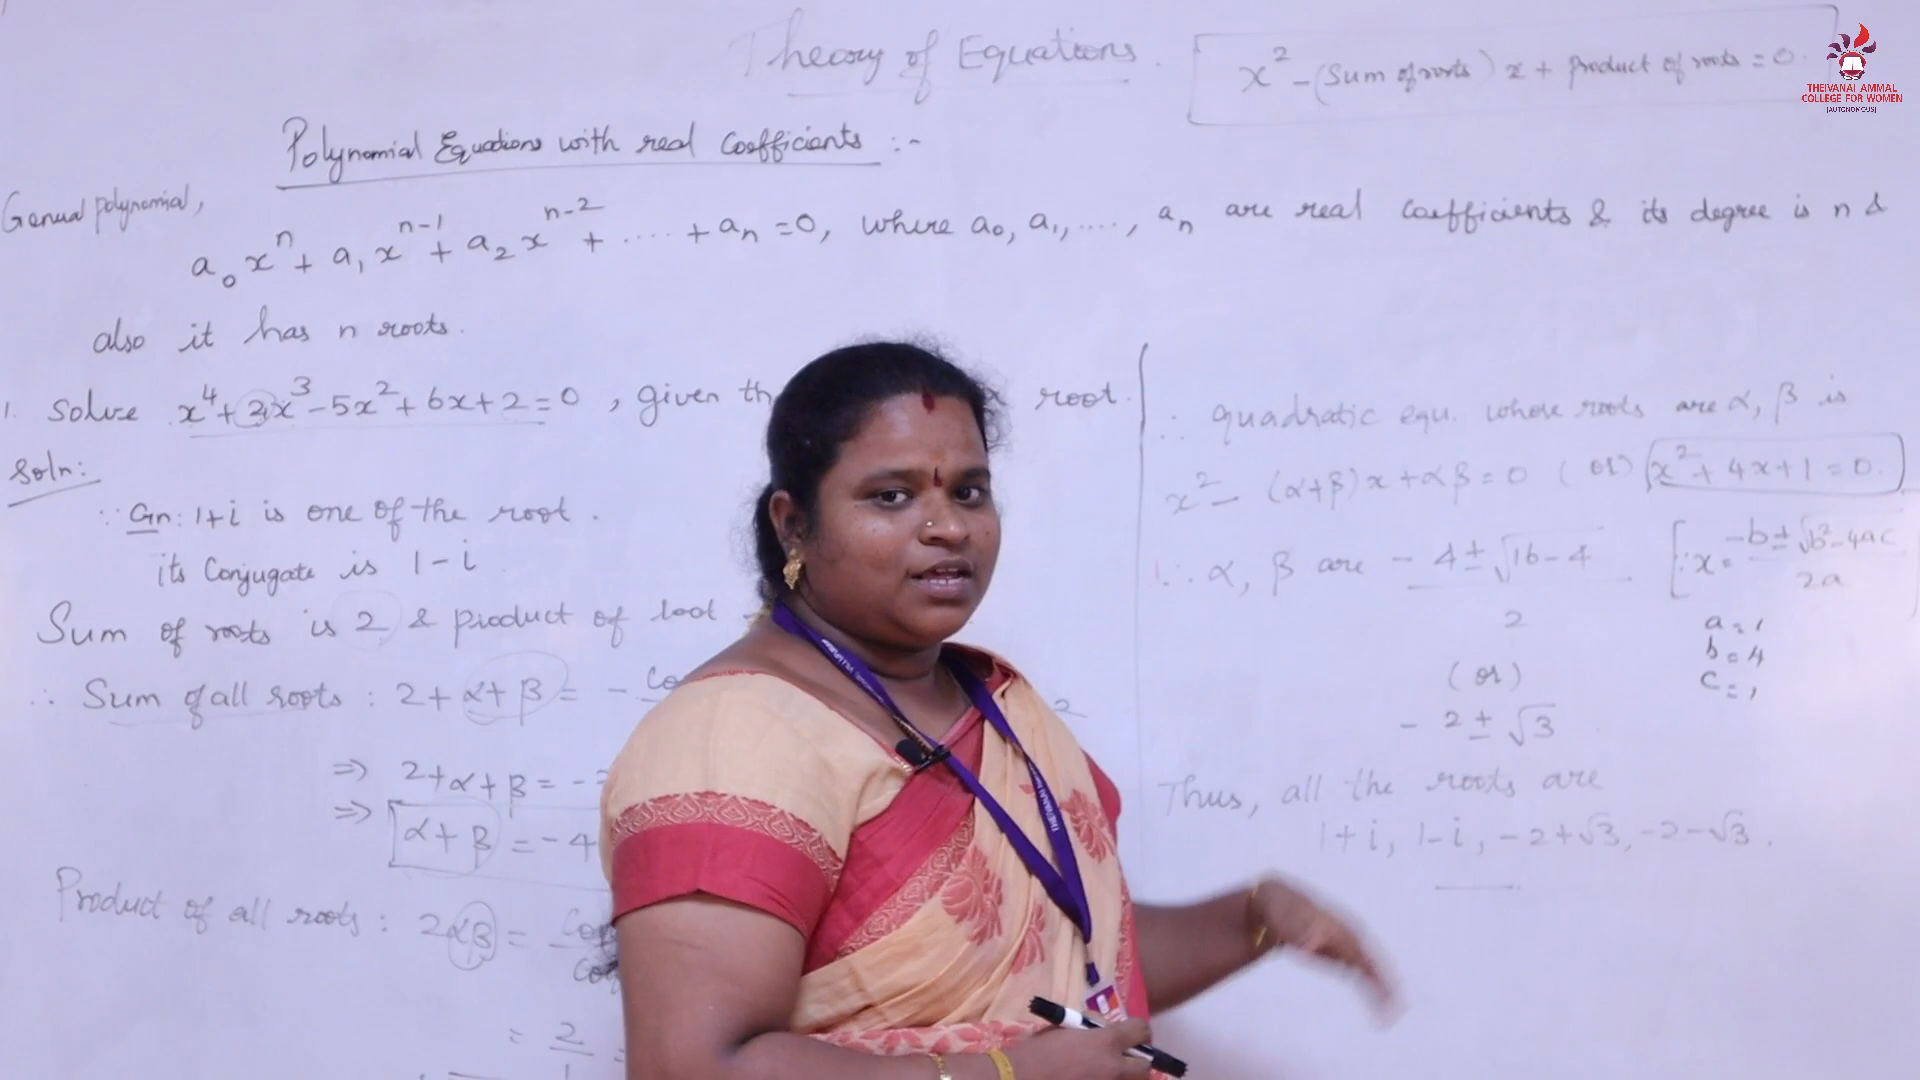 Theory of Equations.
x² - (Sum of roots) x + product of roots = 0.
THEIVANAI AMMAL
COLLEGE FOR WOMEN
(AUTONOMOUS)
Polynomial Equations with real Coefficients :-
General polynomial,
a₀xⁿ + a₁xⁿ⁻¹ + a₂xⁿ⁻² + ..... + aₙ = 0, where a₀, a₁, ....., aₙ are real coefficients & its degree is n &
also it has n roots.
1. Solve x⁴ + 2x³ - 5x² + 6x + 2 = 0, given th root.
Soln:
∵ Gn: 1+i is one of the root.
its Conjugate is 1-i
Sum of roots is 2 & product of root
∴ Sum of all roots : 2 + α+β = - 2
⇒ 2+α+β = -
⇒ α+β = -4
Product of all roots : 2αβ =
= 2
∴ quadratic equ. whose roots are α, β is
x² - (α+β)x + αβ = 0 (or) x² + 4x + 1 = 0.
∴ α, β are - 4 ± √16-4
2
[∵ x = -b ± √b²-4ac
2a
a = 1
b = 4
c = 1
(or)
- 2 ± √3
Thus, all the roots are
1+i, 1-i, -2+√3, -2-√3.